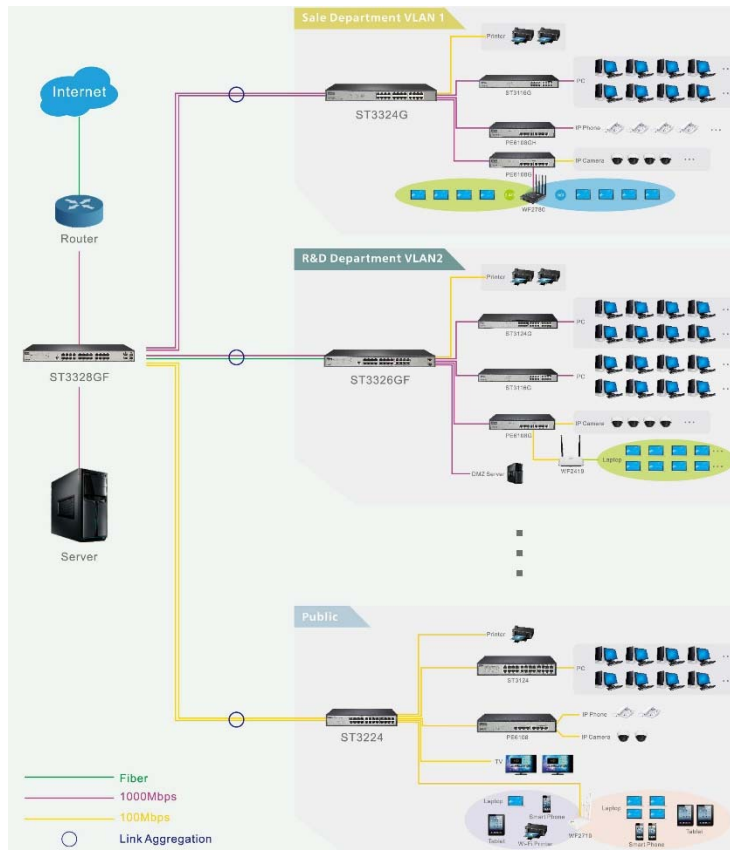 Sale Department VLAN 1
Printer
Internet
ST3324G
ST3116G
PC
IP Phone
PE6108GH
IP Camera
PE6108G
WF2780
Router
R&D Department VLAN2
Printer
ST3124G
PC
ST3328GF
ST3326GF
ST3116G
PC
PE6108G
IP Camera
Laptop
WF2419
DMZ Server
Server
Public
Printer
ST3124
PC
ST3224
IP Phone
PE6108
IP Camera
TV
Fiber
1000Mbps
100Mbps
Link Aggregation
Laptop
Smart Phone
Tablet
Wi-Fi Printer
WF2710
Laptop
Tablet
Smart Phone